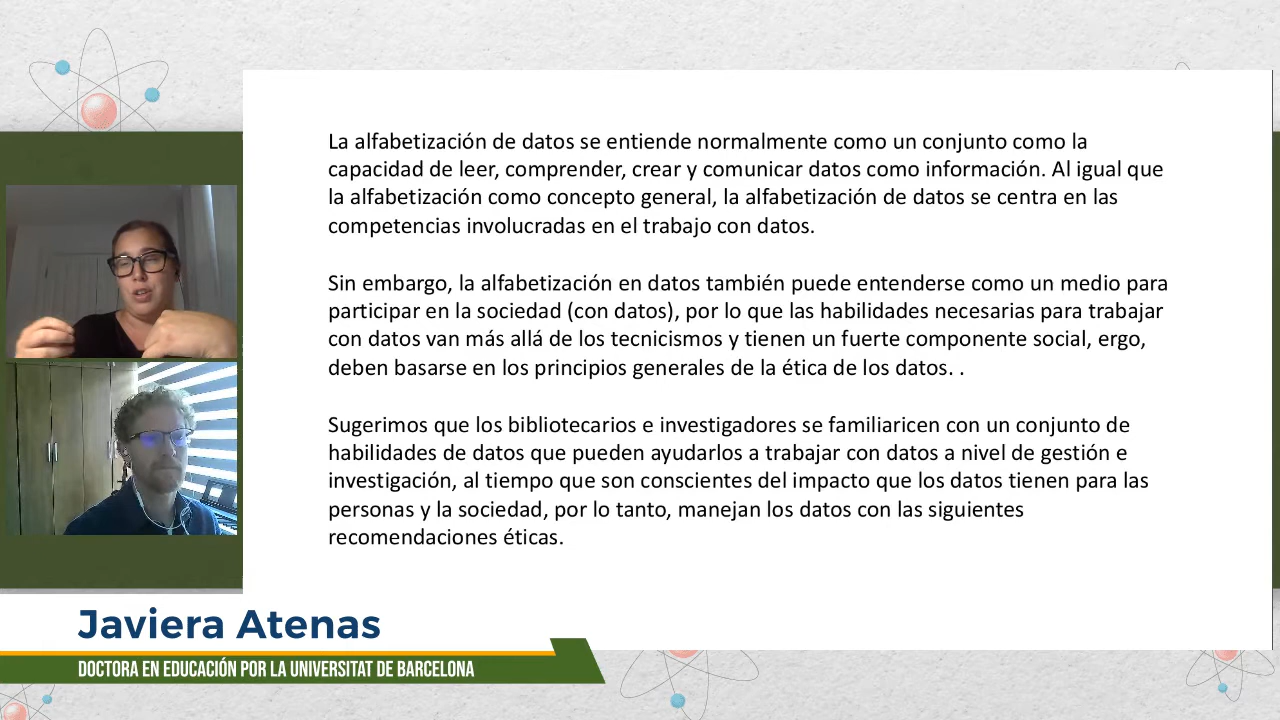 La alfabetización de datos se entiende normalmente como un conjunto como la
capacidad de leer, comprender, crear y comunicar datos como información. Al igual que
la alfabetización como concepto general, la alfabetización de datos se centra en las
competencias involucradas en el trabajo con datos.
Sin embargo, la alfabetización en datos también puede entenderse como un medio para
participar en la sociedad (con datos), por lo que las habilidades necesarias para trabajar
con datos van más allá de los tecnicismos y tienen un fuerte componente social, ergo,
deben basarse en los principios generales de la ética de los datos. .
Sugerimos que los bibliotecarios e investigadores se familiaricen con un conjunto de
habilidades de datos que pueden ayudarlos a trabajar con datos a nivel de gestión e
investigación, al tiempo que son conscientes del impacto que los datos tienen para las
personas y la sociedad, por lo tanto, manejan los datos con las siguientes
recomendaciones éticas.
Javiera Atenas
DOCTORA EN EDUCACIÓN POR LA UNIVERSITAT DE BARCELONA